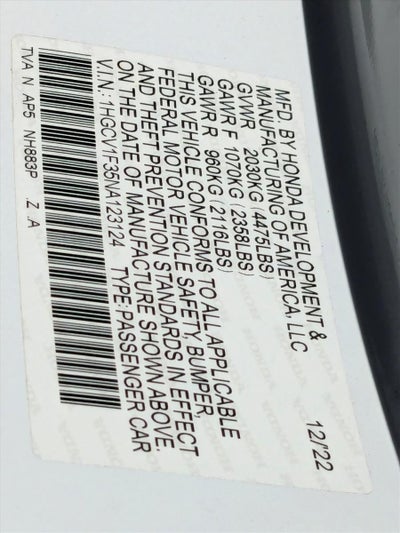 MFD. BY HONDA DEVELOPMENT &
MANUFACTURING OF AMERICA, LLC 12/'22
GVWR 2030KG (4475LBS)
GAWR F 1070KG (2358LBS)
GAWR R 960KG (2116LBS)
THIS VEHICLE CONFORMS TO ALL APPLICABLE
FEDERAL MOTOR VEHICLE SAFETY, BUMPER,
AND THEFT PREVENTION STANDARDS IN EFFECT
ON THE DATE OF MANUFACTURE SHOWN ABOVE.
V.I.N.: 1HGCV1F36NA123124 TYPE:PASSENGER CAR
TVA N AP5 NH883P Z .A